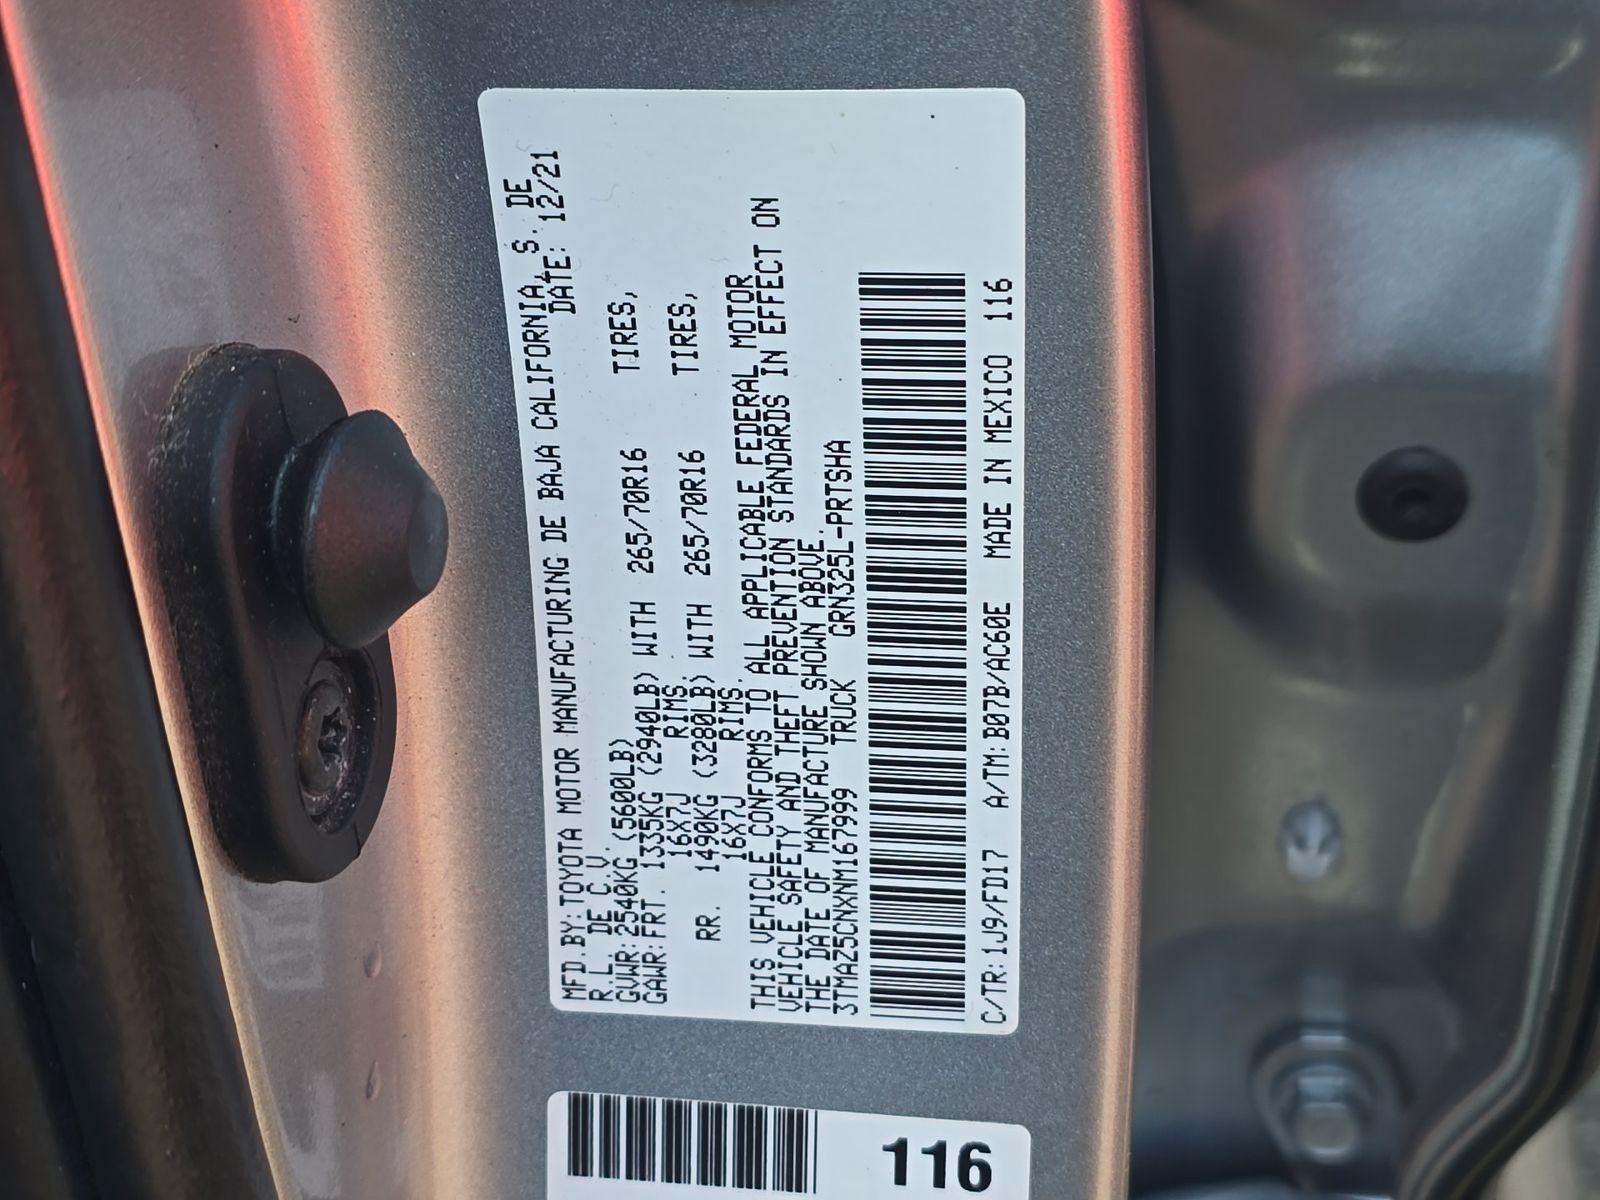 MFD.BY:TOYOTA MOTOR MANUFACTURING DE BAJA CALIFORNIA, S. DE
R.L. DE C.V. DATE: 12/21
GVWR:2540KG (5600LB)
GAWR:FRT. 1335KG (2940LB) WITH 265/70R16 TIRES,
16X7J RIMS.
RR. 1490KG (3280LB) WITH 265/70R16 TIRES,
16X7J RIMS.
THIS VEHICLE CONFORMS TO ALL APPLICABLE FEDERAL MOTOR
VEHICLE SAFETY AND THEFT PREVENTION STANDARDS IN EFFECT ON
THE DATE OF MANUFACTURE SHOWN ABOVE.
3TMAZ5CNXNM167999 TRUCK GRN325L-PRTSHA
C/TR:1J9/FD17 A/TM:B07B/AC60E MADE IN MEXICO 116
116